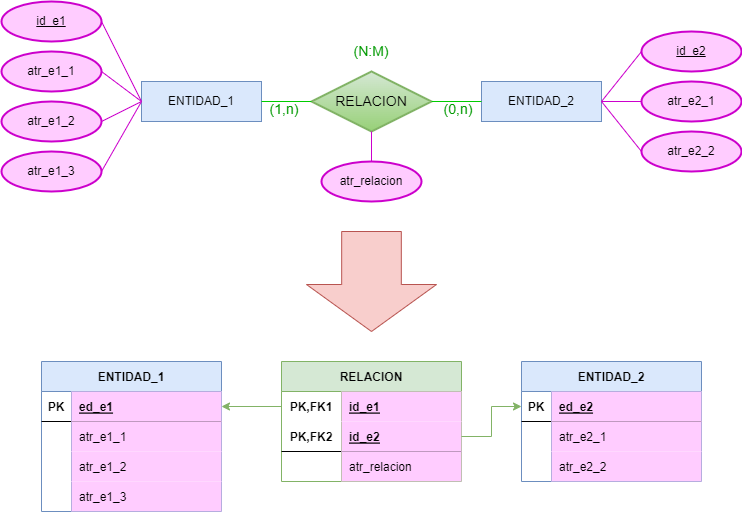 (N:M)
id_e1
atr_e1_1
atr_e1_2
atr_e1_3
ENTIDAD_1
(1,n)
RELACION
(0,n)
ENTIDAD_2
id_e2
atr_e2_1
atr_e2_2
atr_relacion
ENTIDAD_1
PK ed_e1
atr_e1_1
atr_e1_2
atr_e1_3
RELACION
PK,FK1 id_e1
PK,FK2 id_e2
atr_relacion
ENTIDAD_2
PK ed_e2
atr_e2_1
atr_e2_2